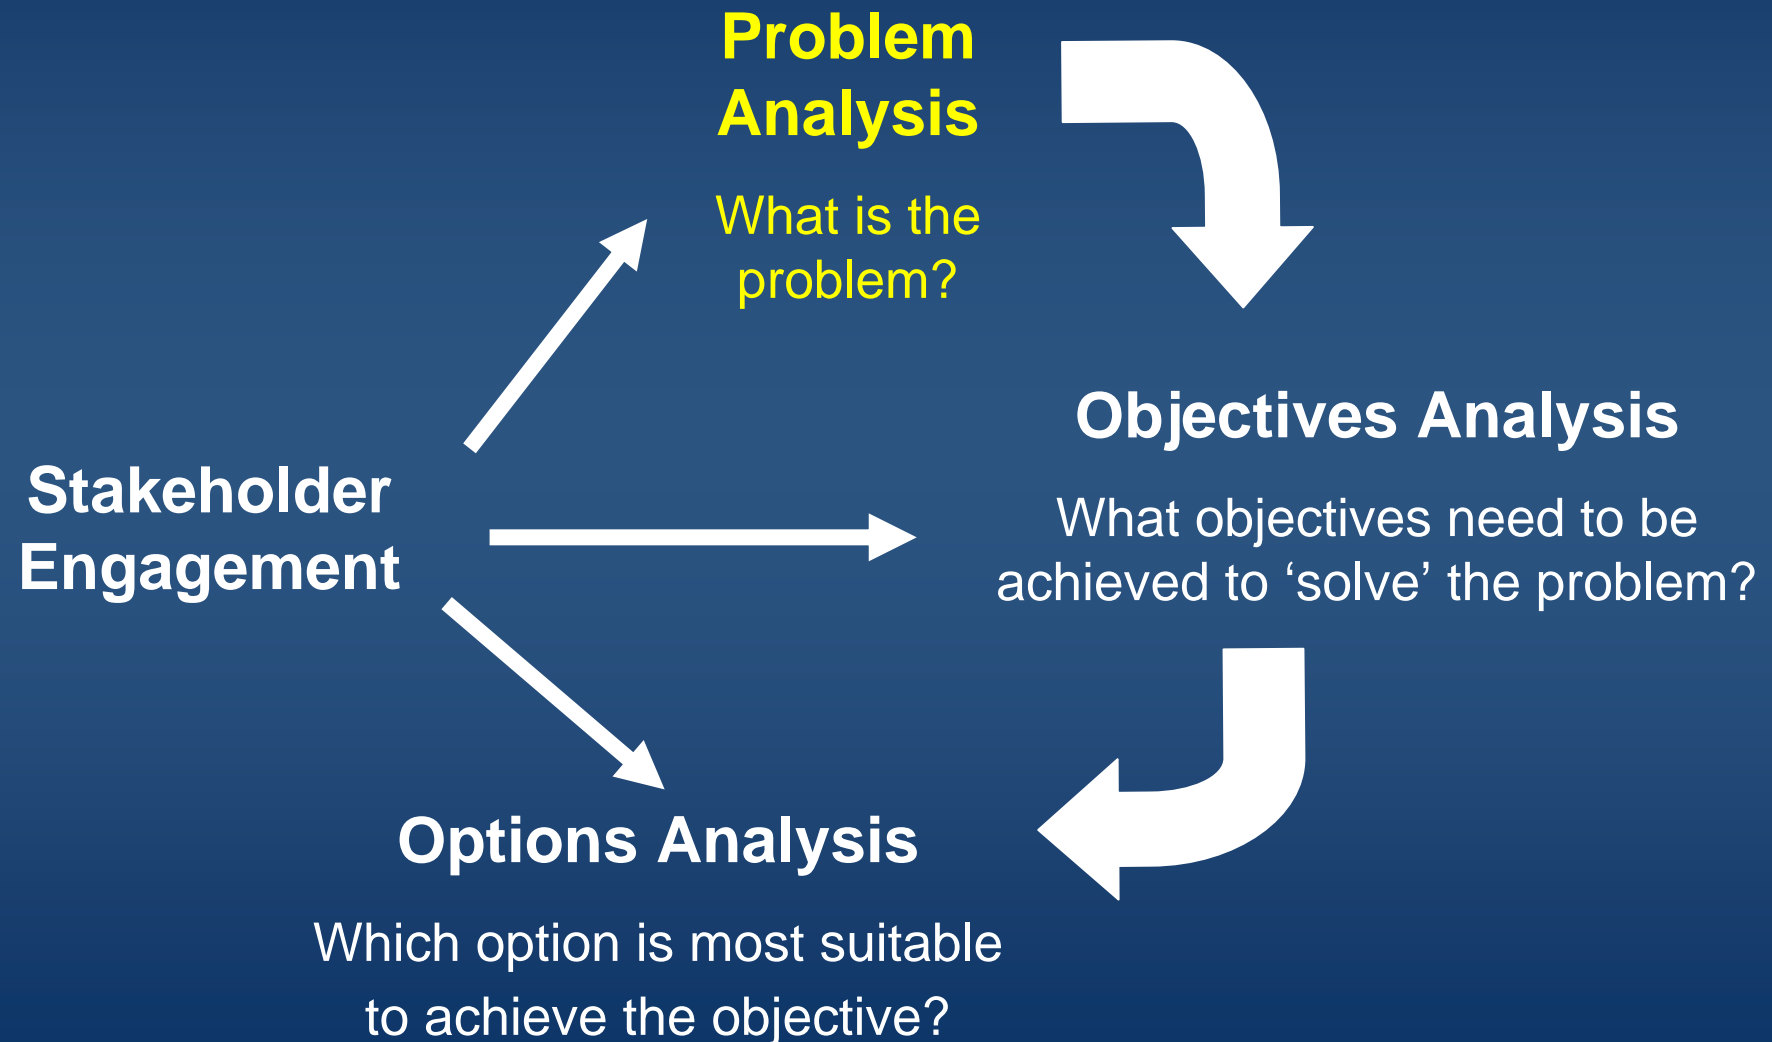 Problem
Analysis
What is the
problem?
Objectives Analysis
What objectives need to be
achieved to ‘solve’ the problem?
Stakeholder
Engagement
Options Analysis
Which option is most suitable
to achieve the objective?